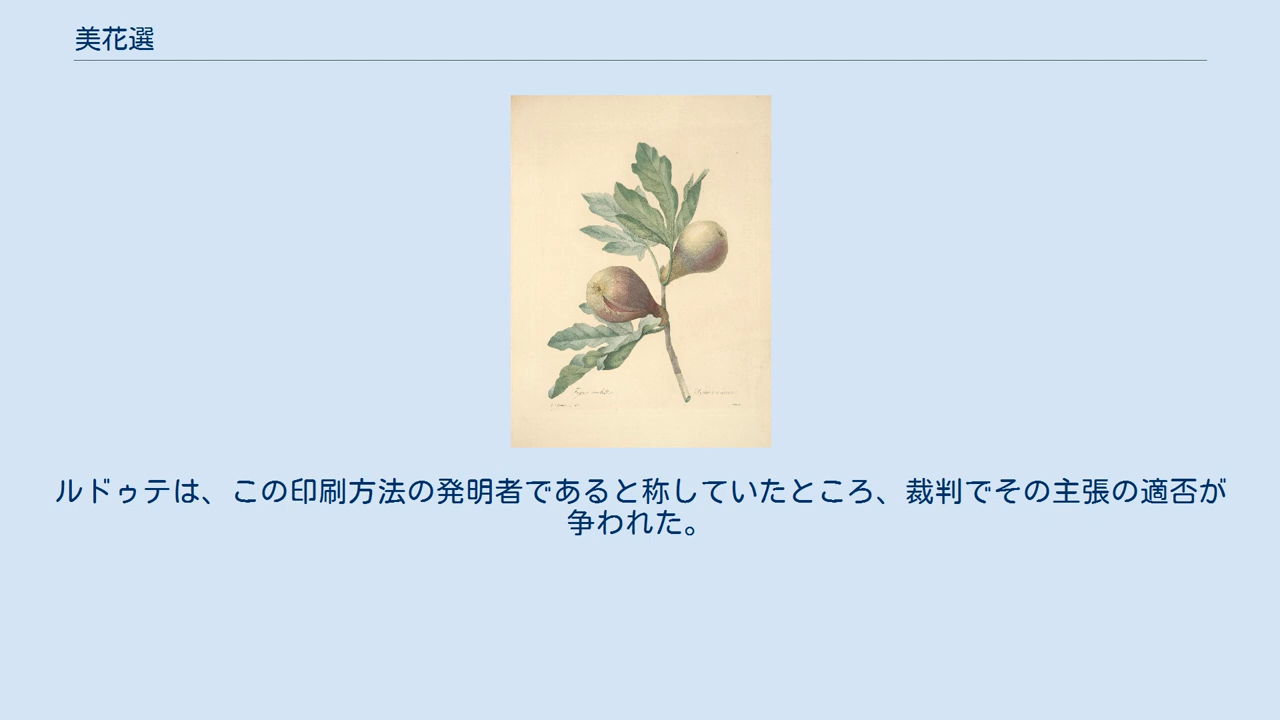 美花選
ルドゥテは、この印刷方法の発明者であると称していたところ、裁判でその主張の適否が
争われた。